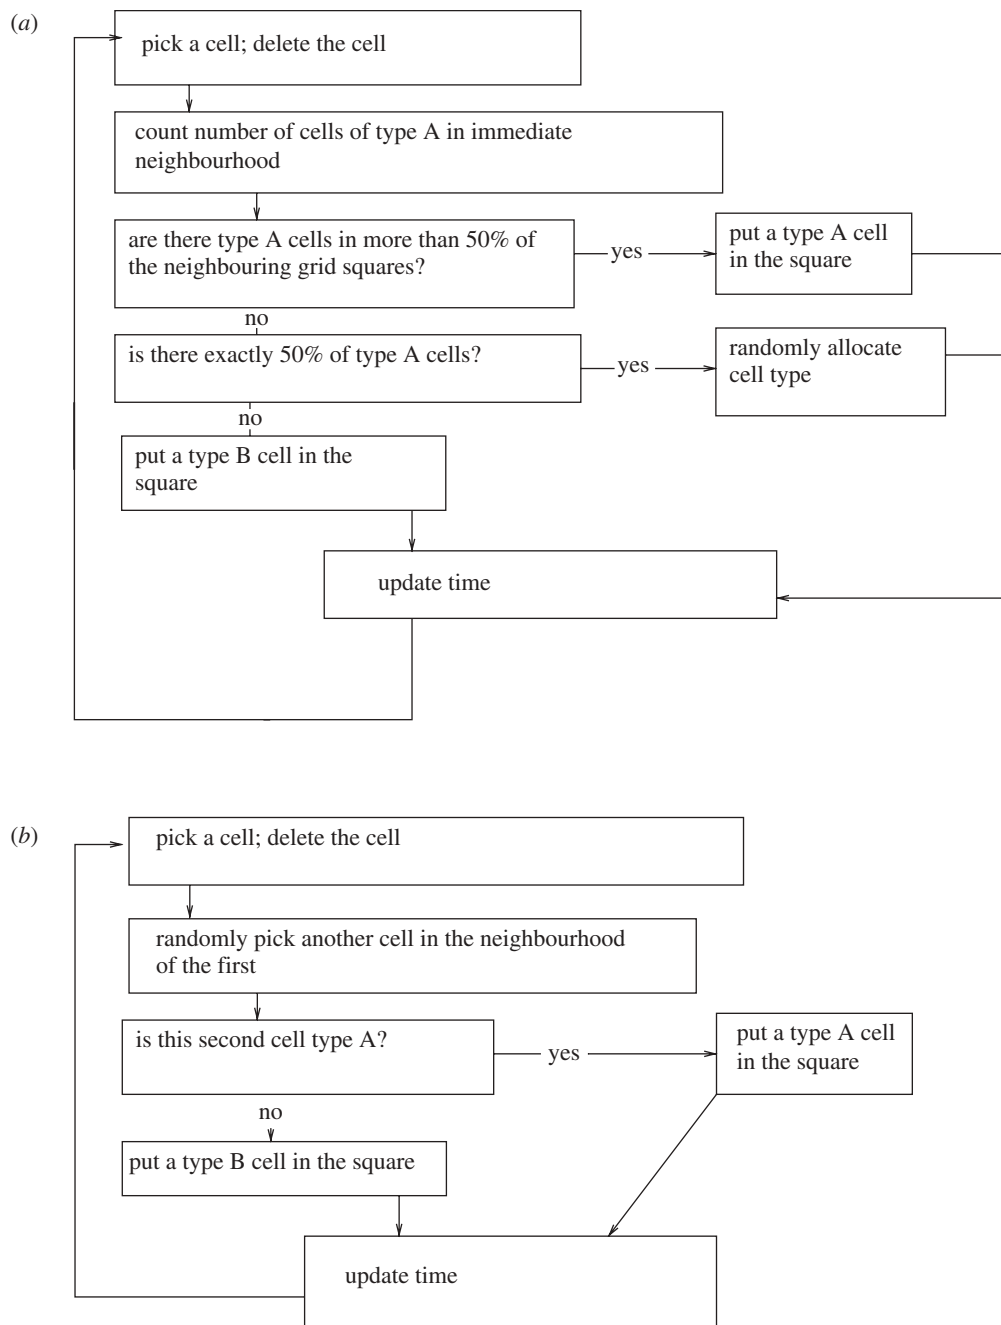 (a)
pick a cell; delete the cell
count number of cells of type A in immediate
neighbourhood
are there type A cells in more than 50% of
the neighbouring grid squares?
yes
put a type A cell
in the square
no
is there exactly 50% of type A cells?
yes
randomly allocate
cell type
no
put a type B cell in the
square
update time
(b)
pick a cell; delete the cell
randomly pick another cell in the neighbourhood
of the first
is this second cell type A?
yes
put a type A cell
in the square
no
put a type B cell in the square
update time